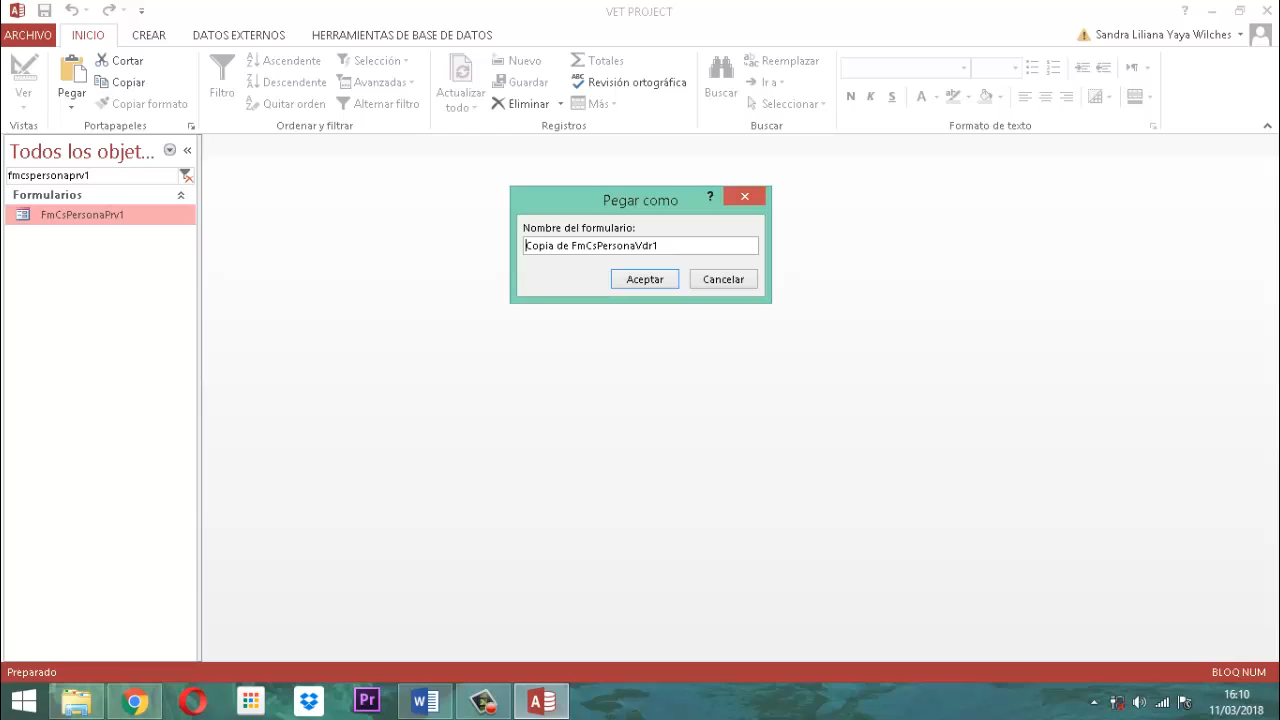 VET PROJECT
ARCHIVO INICIO CREAR DATOS EXTERNOS HERRAMIENTAS DE BASE DE DATOS Sandra Liliana Yaya Wilches
Ver
Vistas
Pegar
Cortar
Copiar
Copiar formato
Portapapeles
Filtro
Ascendente
Descendente
Quitar orden
Selección
Avanzadas
Alternar filtro
Ordenar y filtrar
Actualizar
todo
Nuevo
Guardar
Eliminar
Totales
Revisión ortográfica
Más
Registros
Buscar
Reemplazar
Ir a
Seleccionar
Buscar
N K S A
Formato de texto
Todos los objet... «
fmcspersonaprv1
Formularios
FmCsPersonaPrv1
Pegar como ?
Nombre del formulario:
Copia de FmCsPersonaVdr1
Aceptar Cancelar
Preparado BLOQ NUM
Pr
16:10
11/03/2018